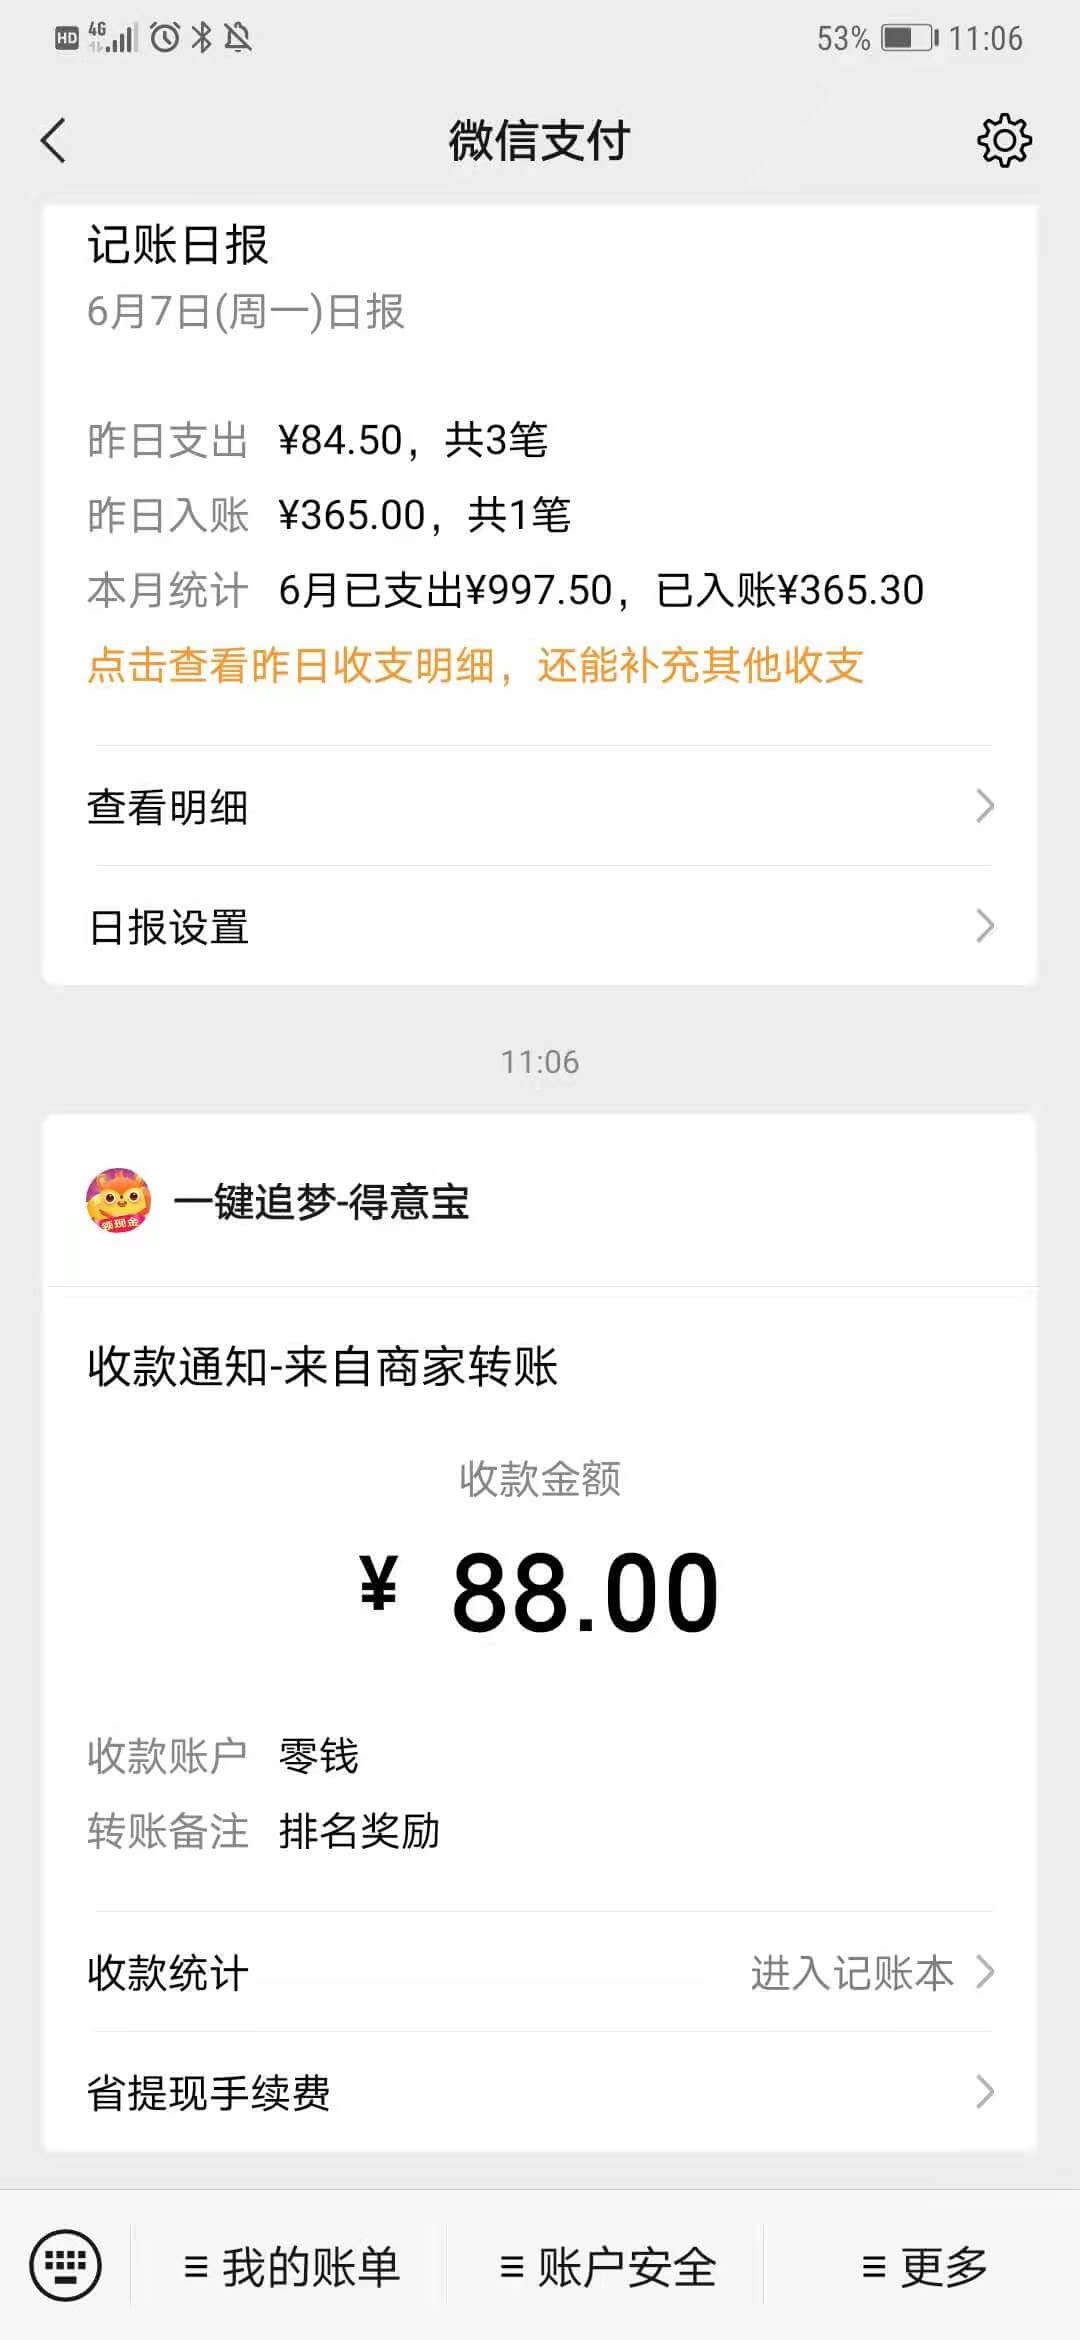 HD 4G 53% 11:06
微信支付
记账日报
6月7日(周一)日报
昨日支出 ¥84.50，共3笔
昨日入账 ¥365.00，共1笔
本月统计 6月已支出¥997.50，已入账¥365.30
点击查看昨日收支明细，还能补充其他收支
查看明细
日报设置
11:06
领现金
一键追梦-得意宝
收款通知-来自商家转账
收款金额
¥ 88.00
收款账户 零钱
转账备注 排名奖励
收款统计 进入记账本
省提现手续费
我的账单 账户安全 更多